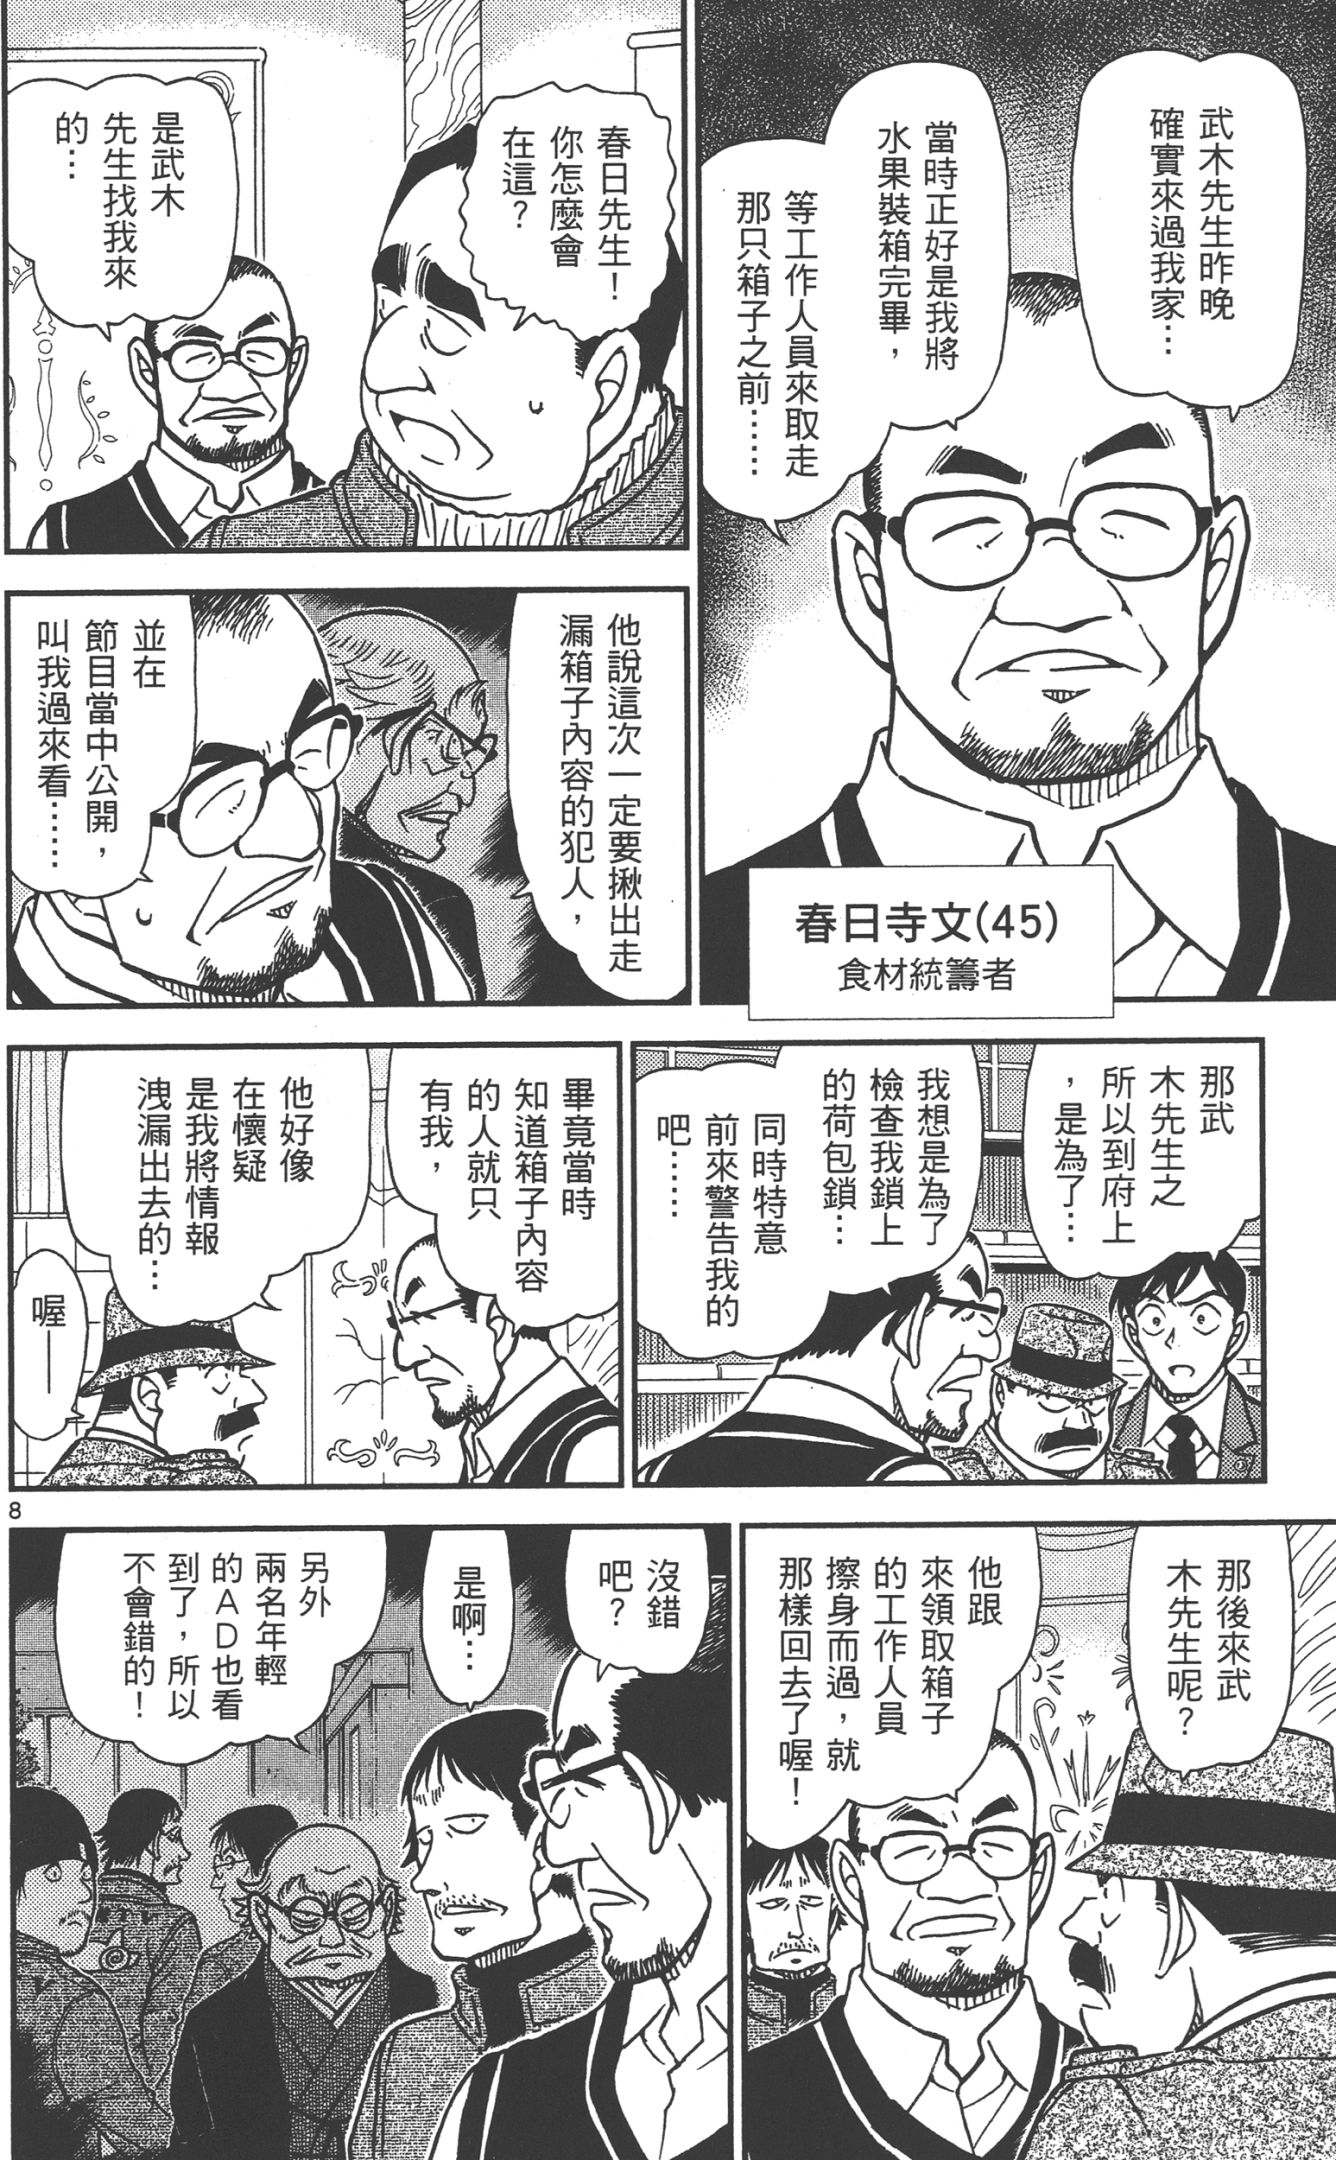 武木先生昨晚
確實來過我家…
當時正好是我將
水果裝箱完畢，
等工作人員來取走
那只箱子之前……
春日寺文(45)
食材統籌者
春日先生！
你怎麼會
在這？
是武木
先生找我來
的…
他說這次一定要揪出走
漏箱子內容的犯人，
並在
節目當中公開，
叫我過來看……
那武
木先生之
所以到府上
，是為了…
我想是為了
檢查我鎖上
的荷包鎖…
同時特意
前來警告我的
吧……
畢竟當時
知道箱子內容
的人就只
有我，
他好像
在懷疑
是我將情報
洩漏出去的…
喔——
8
那後來武
木先生呢？
他跟
來領取箱子
的工作人員
擦身而過，就
那樣回去了喔！
沒錯
吧？
是啊…
另外
兩名年輕
的AD也看
到了，所以
不會錯的！